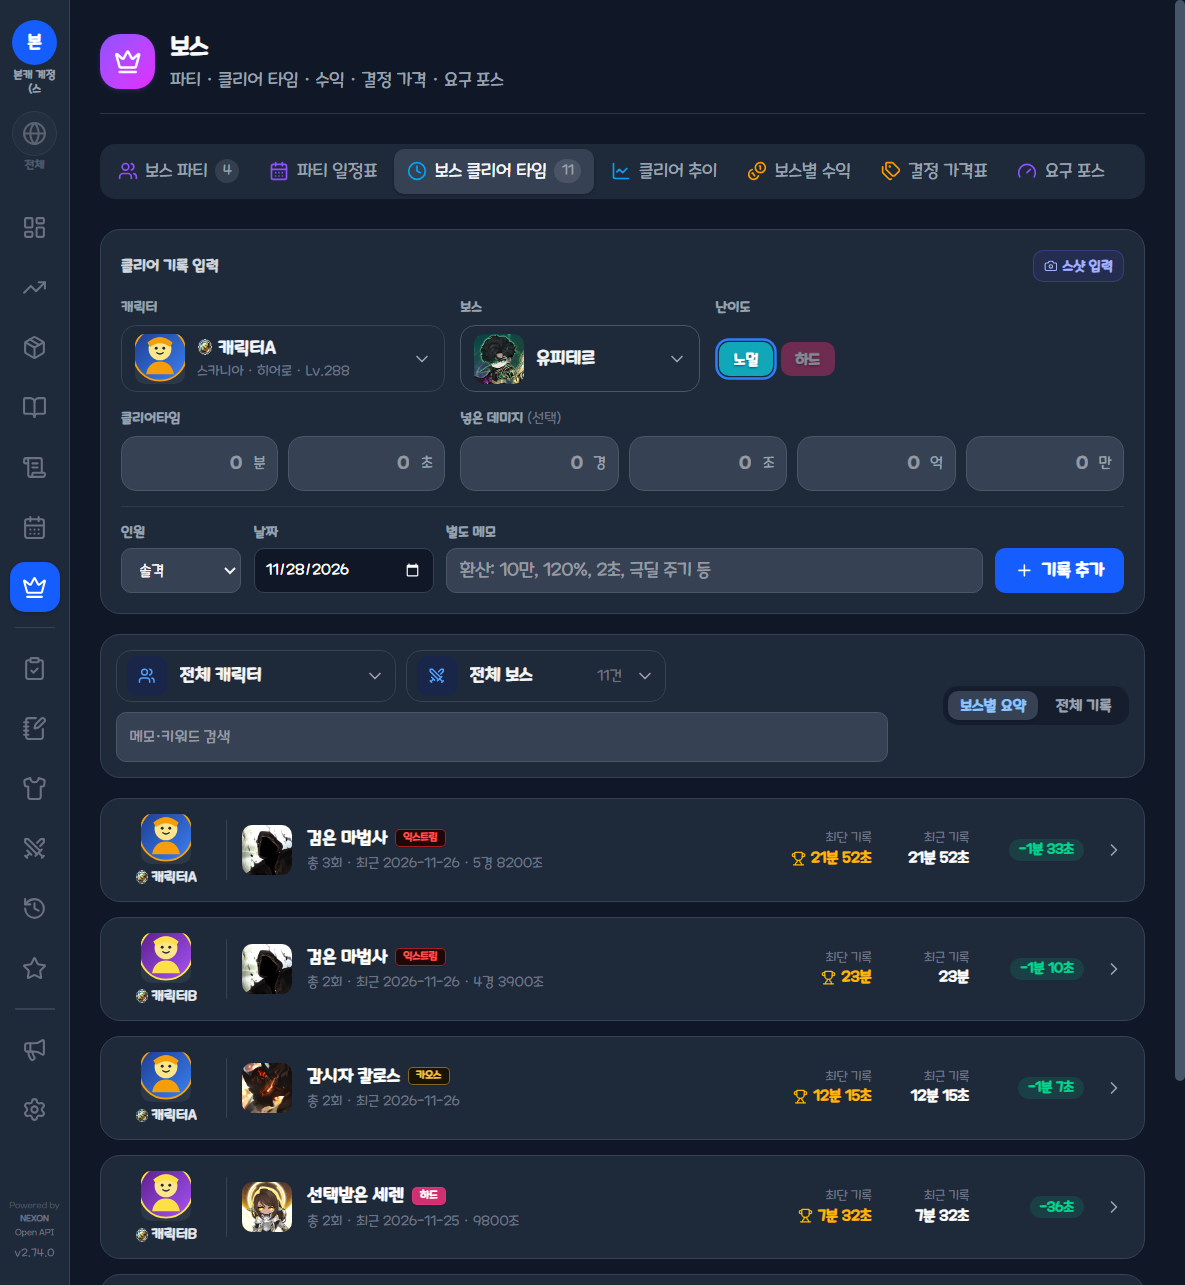 본
본캐 계정
(스
전체
Powered by
NEXON
Open API
v2.74.0
보스
파티 · 클리어 타임 · 수익 · 결정 가격 · 요구 포스
보스 파티 4 파티 일정표 보스 클리어 타임 11 클리어 추이 보스별 수익 결정 가격표 요구 포스
클리어 기록 입력 스샷 입력
캐릭터 보스 난이도
캐릭터A
스카니아 · 히어로 · Lv.288
유피테르
노멀 하드
클리어타임 넣은 데미지 (선택)
0 분 0 초 0 경 0 조 0 억 0 만
인원 날짜 별도 메모
솔격 11/28/2026 환산: 10만, 120%, 2초, 극딜 주기 등 기록 추가
전체 캐릭터 전체 보스 11건
메모·키워드 검색
보스별 요약 전체 기록
캐릭터A
검은 마법사 익스트림
총 3회 · 최근 2026-11-26 · 5경 8200조
최단 기록 최근 기록
21분 52초 21분 52초 -1분 33초
캐릭터B
검은 마법사 익스트림
총 2회 · 최근 2026-11-26 · 4경 3900조
최단 기록 최근 기록
23분 23분 -1분 10초
캐릭터A
감시자 칼로스 카오스
총 2회 · 최근 2026-11-26
최단 기록 최근 기록
12분 15초 12분 15초 -1분 7초
캐릭터B
선택받은 세렌 하드
총 2회 · 최근 2026-11-25 · 9800조
최단 기록 최근 기록
7분 32초 7분 32초 -36초